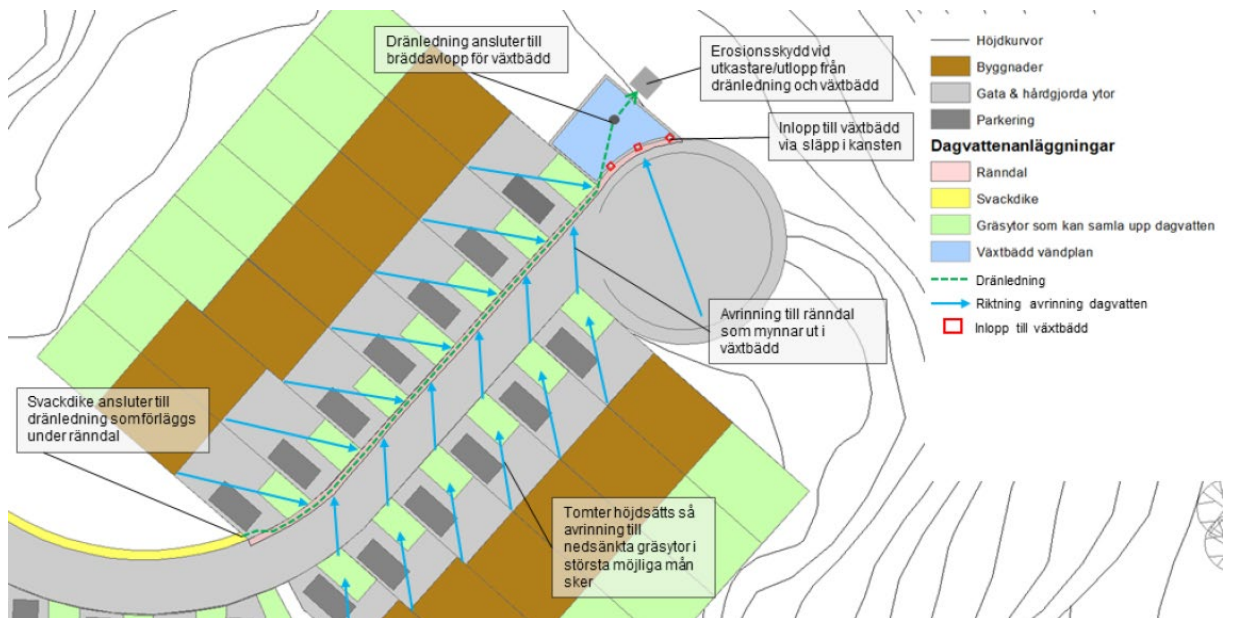 Dränledning ansluter till
bräddavlopp för växtbädd
Erosionsskydd vid
utkastare/utlopp från
dränledning och växtbädd
Inlopp till växtbädd
via släpp i kansten
Avrinning till ränndal
som mynnar ut i
växtbädd
Svackdike ansluter till
dränledning somförläggs
under ränndal
Tomter höjdsätts så
avrinning till
nedsänkta gräsytor i
största möjliga mån
sker
Höjdkurvor
Byggnader
Gata & hårdgjorda ytor
Parkering
Dagvattenanläggningar
Ränndal
Svackdike
Gräsytor som kan samla upp dagvatten
Växtbädd vändplan
Dränledning
Riktning avrinning dagvatten
Inlopp till växtbädd